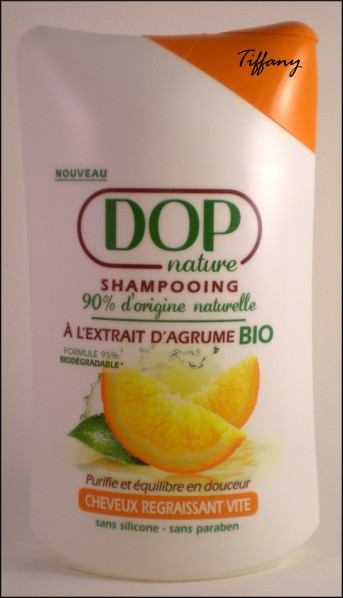 Tiffany
NOUVEAU
DOP
nature
SHAMPOOING
90% d'origine naturelle
À L'EXTRAIT D'AGRUME BIO
FORMULE 95%
BIODÉGRADABLE*
Purifie et équilibre en douceur
CHEVEUX REGRAISSANT VITE
sans silicone - sans paraben